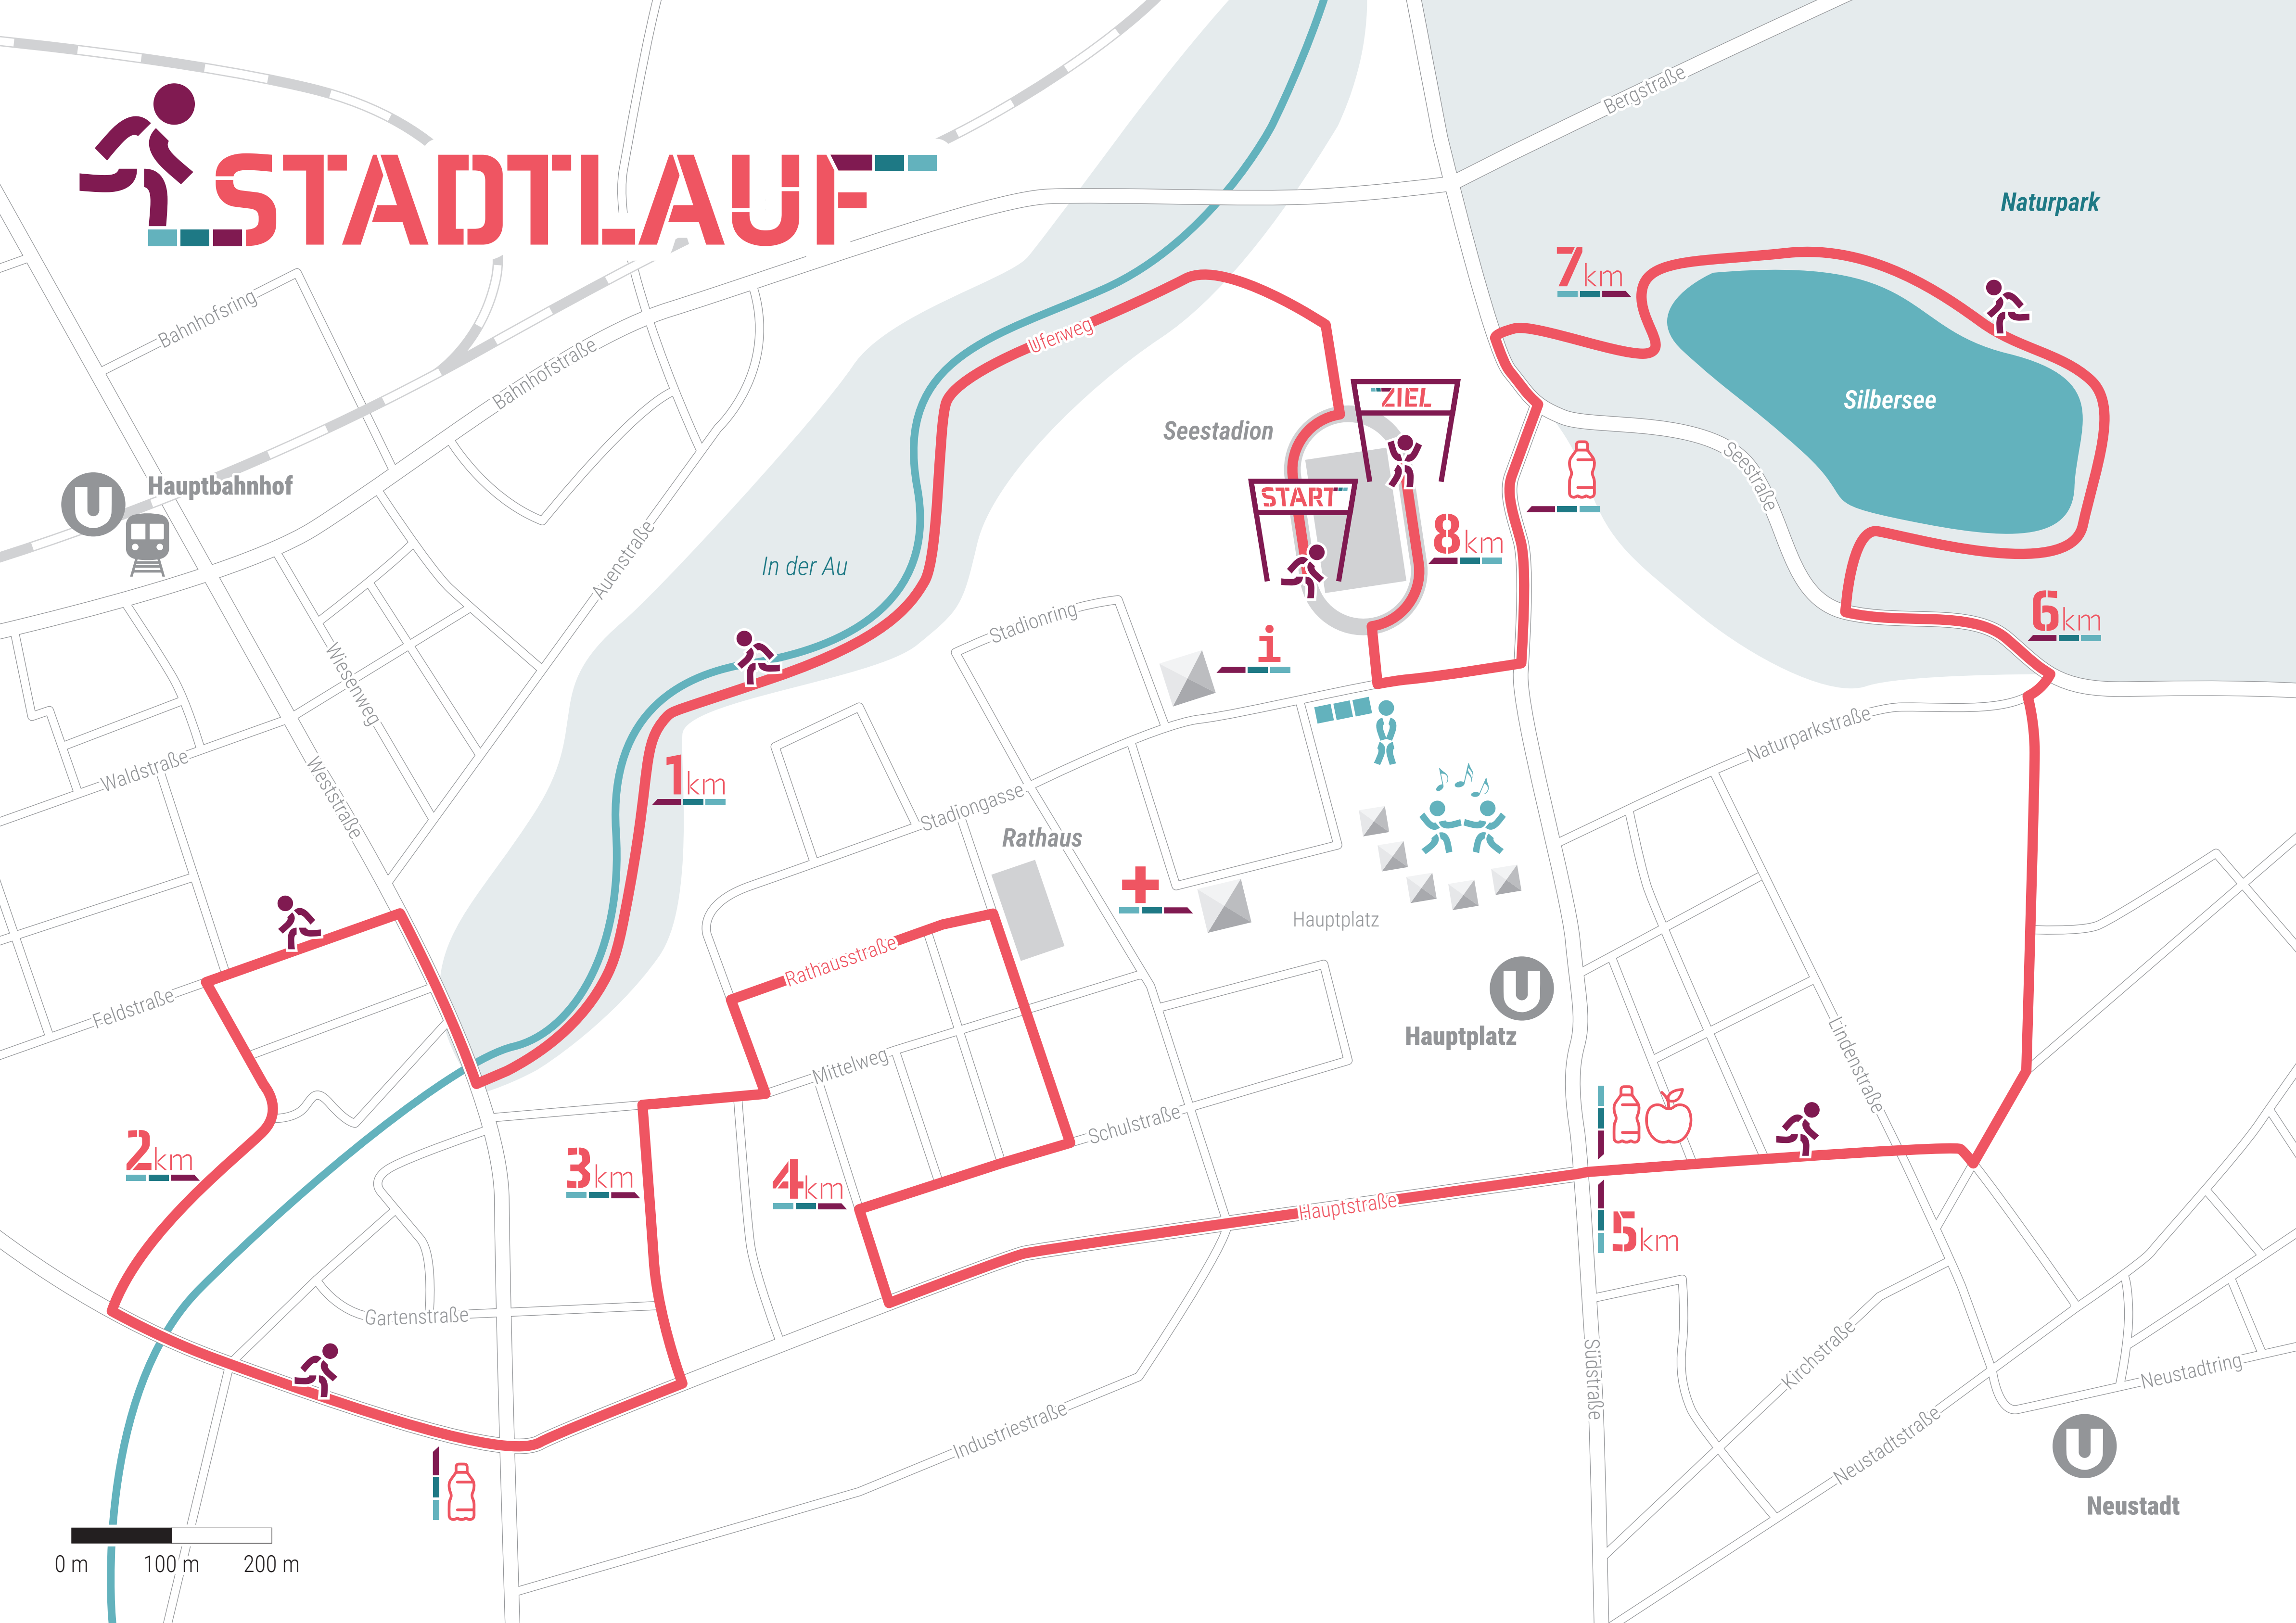 STADTLAUF
Bergstraße
Naturpark
7km
Bahnhofsring
Bahnhofstraße
Uferweg
ZIEL
Silbersee
Seestadion
Seestraße
Hauptbahnhof
U
START
8km
In der Au
Auenstraße
Stadionring
6km
i
Wiesenweg
Waldstraße
Weststraße
1km
Naturparkstraße
Stadiongasse
Rathaus
Hauptplatz
Rathausstraße
U
Hauptplatz
Feldstraße
Mittelweg
Lindenstraße
Schulstraße
2km
3km
4km
Hauptstraße
5km
Gartenstraße
Südstraße
Kirchstraße
Neustadtring
Industriestraße
Neustadtstraße
U
Neustadt
0 m 100 m 200 m